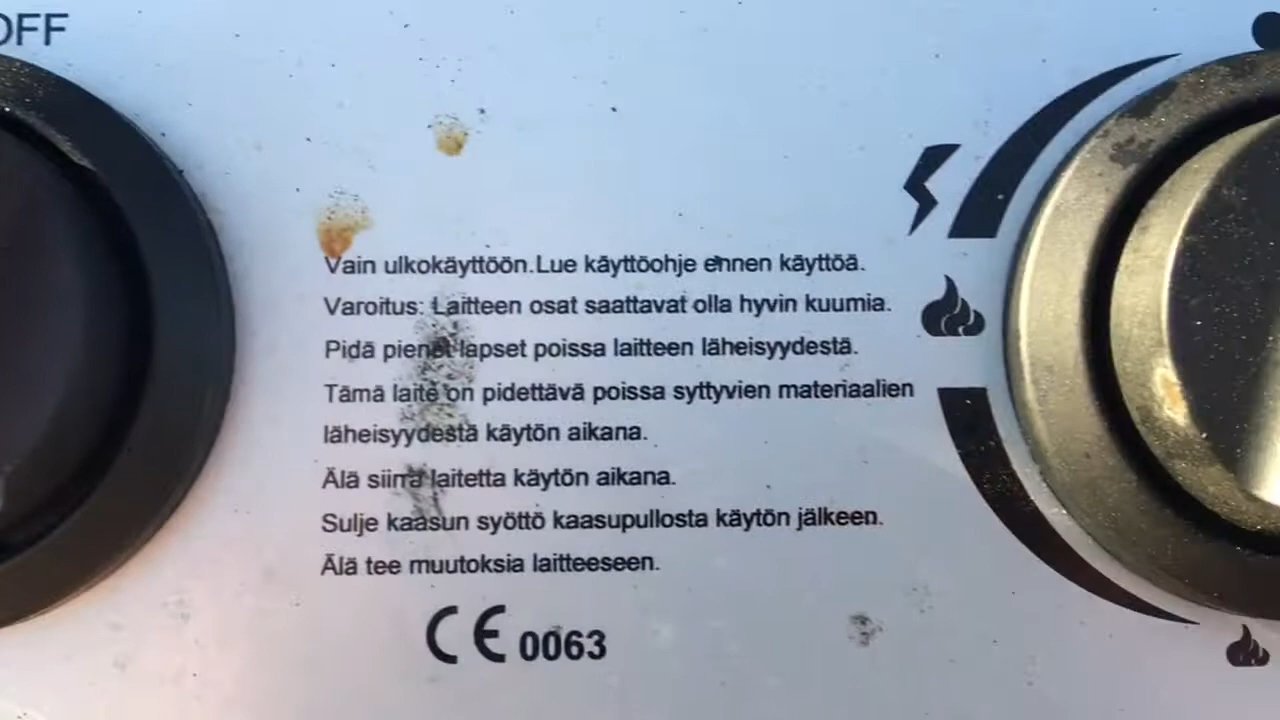 OFF
Vain ulkokäyttöön.Lue käyttöohje ennen käyttöä.
Varoitus: Laitteen osat saattavat olla hyvin kuumia.
Pidä pienet lapset poissa laitteen läheisyydestä.
Tämä laite on pidettävä poissa syttyvien materiaalien
läheisyydestä käytön aikana.
Älä siirrä laitetta käytön aikana.
Sulje kaasun syöttö kaasupullosta käytön jälkeen.
Älä tee muutoksia laitteeseen.
CE 0063